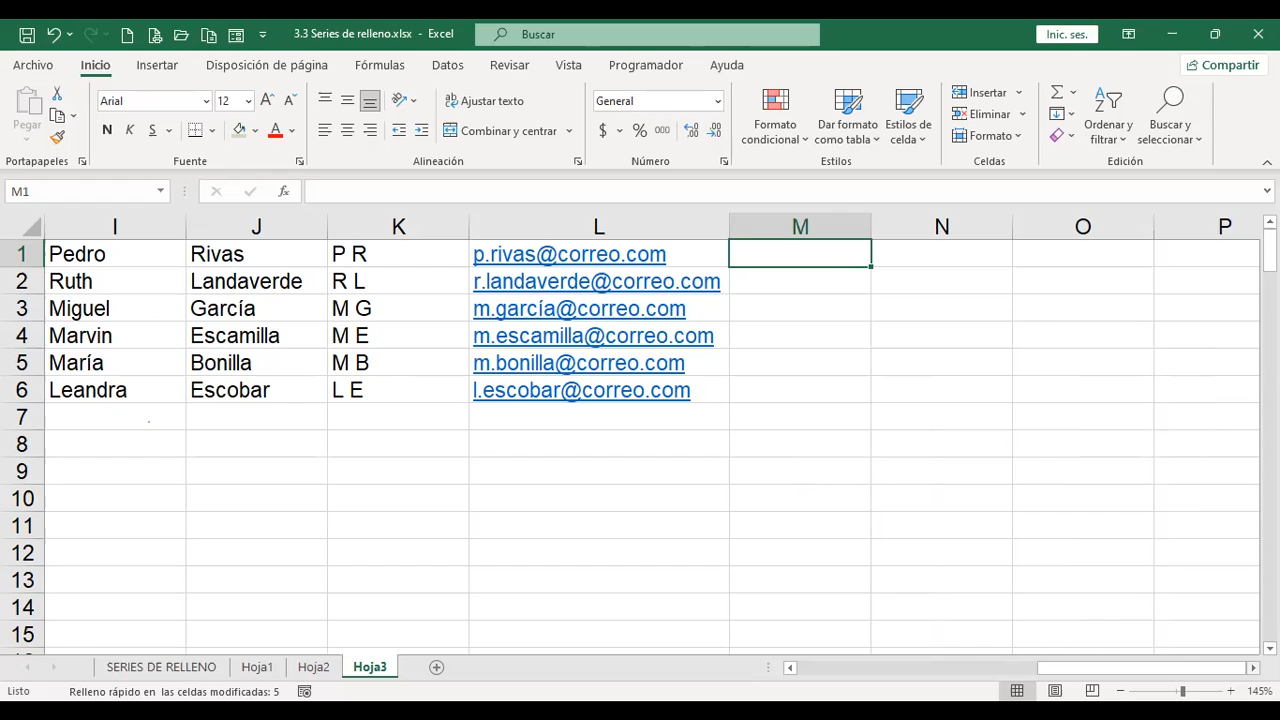 3.3 Series de relleno.xlsx - Excel
Buscar
Inic. ses.
Archivo Inicio Insertar Disposición de página Fórmulas Datos Revisar Vista Programador Ayuda
Compartir
Pegar
Portapapeles
Arial 12
N K S
Fuente
Ajustar texto
Combinar y centrar
Alineación
General
$ % 000
Número
Formato condicional
Dar formato como tabla
Estilos de celda
Estilos
Insertar
Eliminar
Formato
Celdas
Ordenar y filtrar
Buscar y seleccionar
Edición
M1
fx
I J K L M N O P
1 Pedro Rivas P R p.rivas@correo.com
2 Ruth Landaverde R L r.landaverde@correo.com
3 Miguel García M G m.garcía@correo.com
4 Marvin Escamilla M E m.escamilla@correo.com
5 María Bonilla M B m.bonilla@correo.com
6 Leandra Escobar L E l.escobar@correo.com
7
8
9
10
11
12
13
14
15
SERIES DE RELLENO Hoja1 Hoja2 Hoja3
Listo Relleno rápido en las celdas modificadas: 5
145%